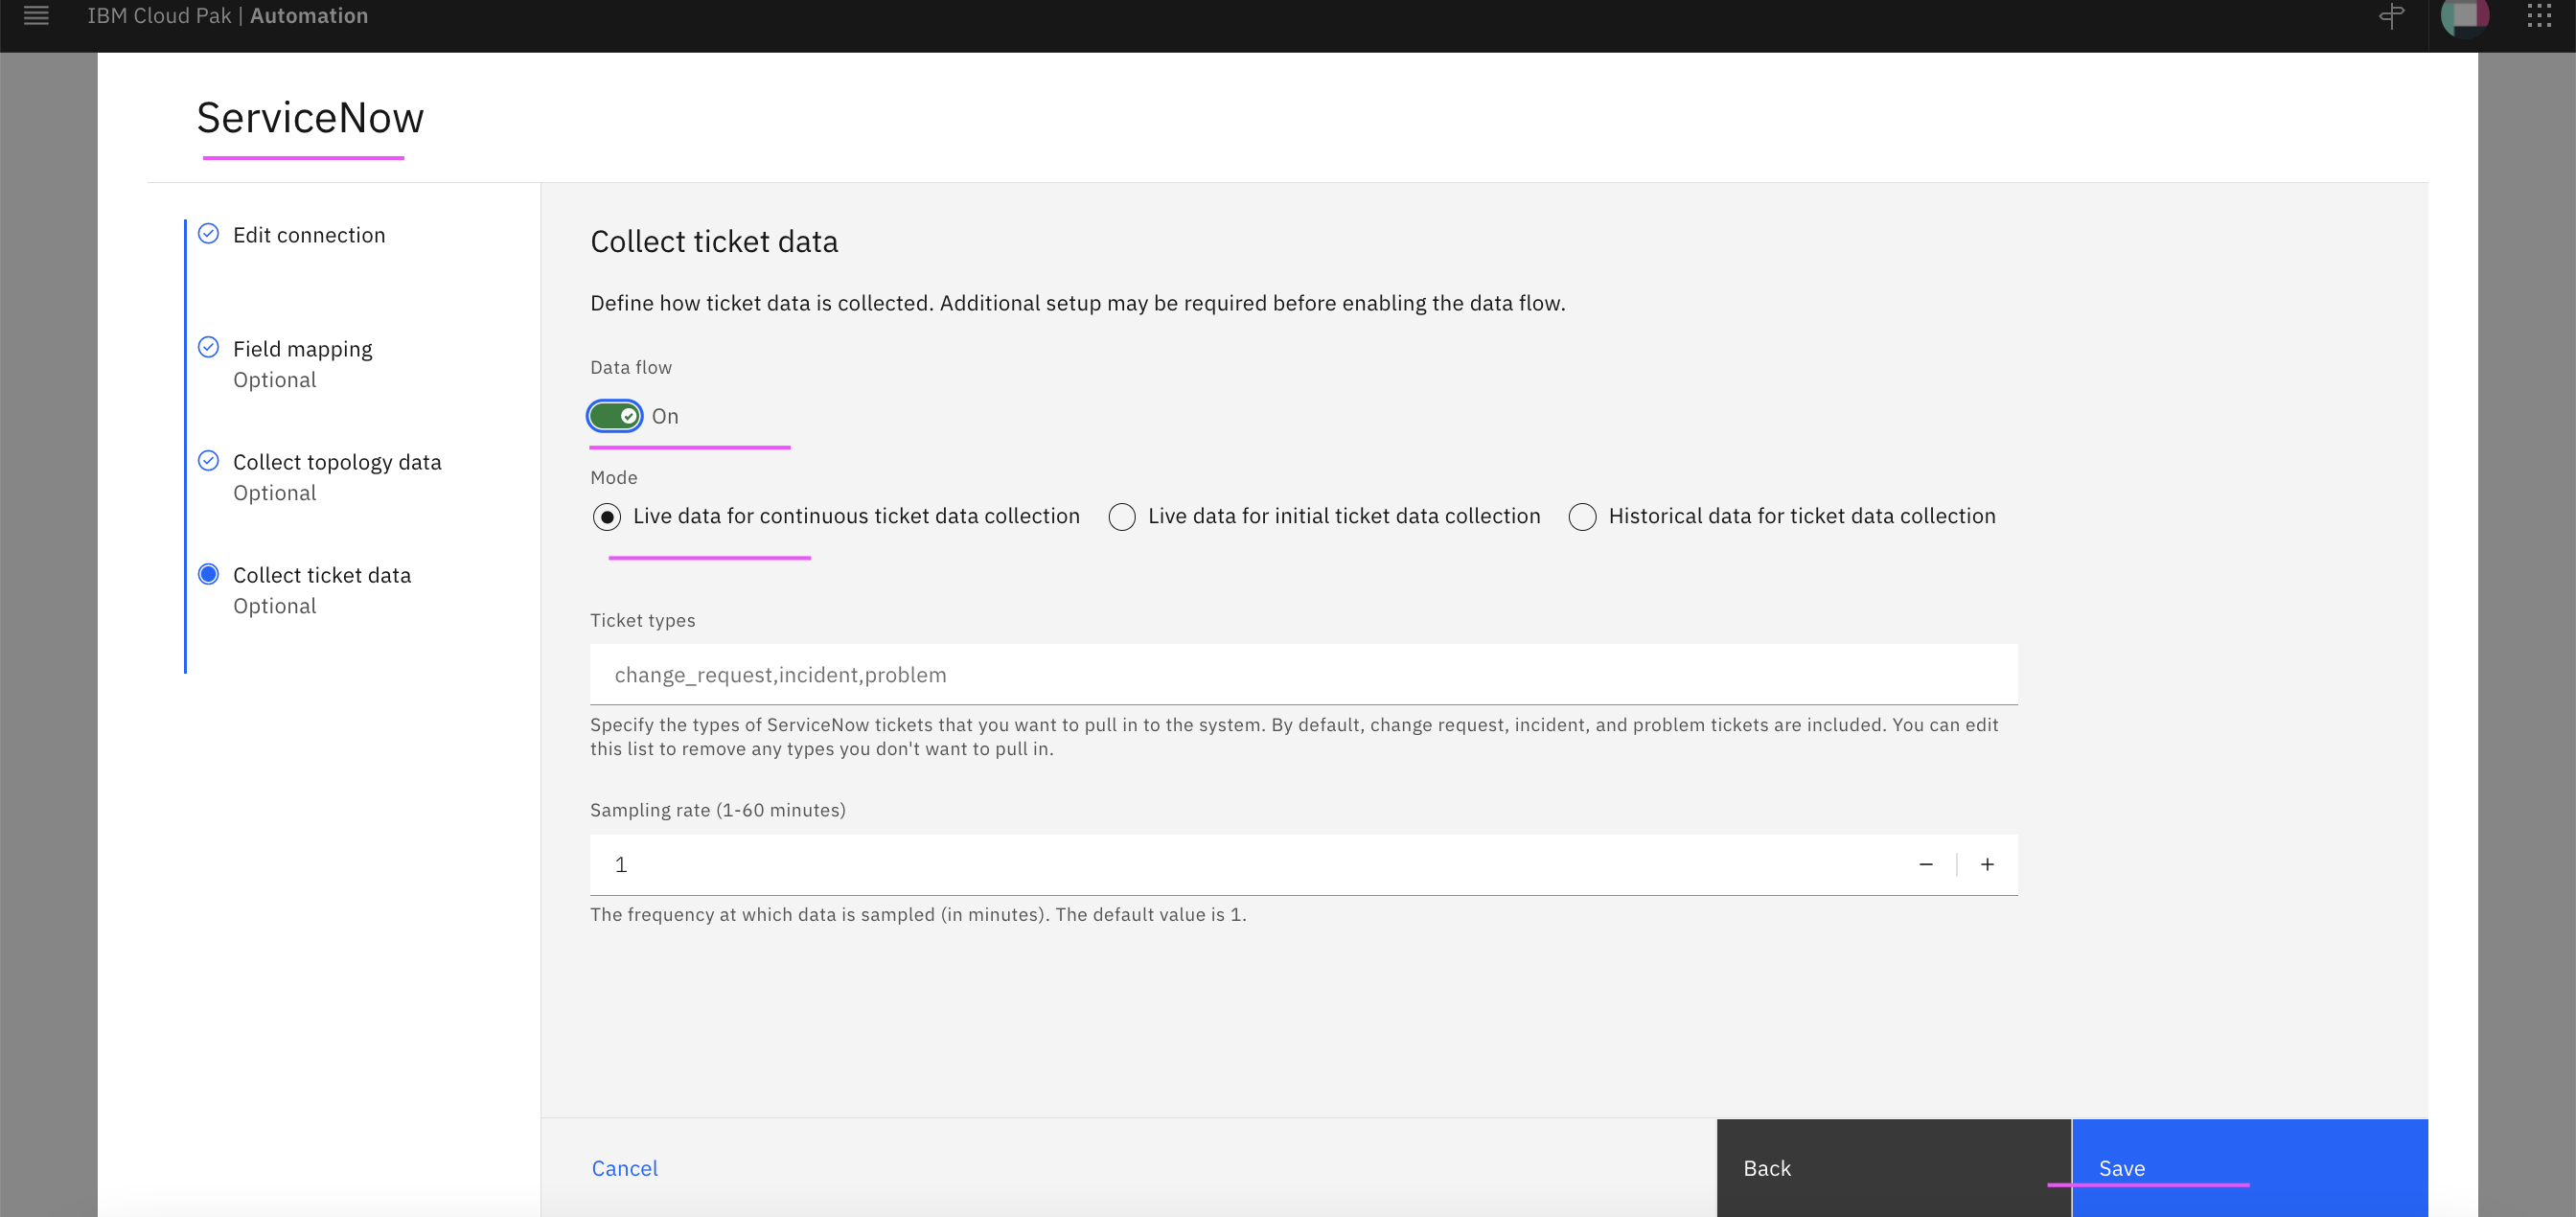 IBM Cloud Pak | Automation
ServiceNow
Edit connection
Field mapping
Optional
Collect topology data
Optional
Collect ticket data
Optional
Collect ticket data
Define how ticket data is collected. Additional setup may be required before enabling the data flow.
Data flow
On
Mode
Live data for continuous ticket data collection Live data for initial ticket data collection Historical data for ticket data collection
Ticket types
change_request,incident,problem
Specify the types of ServiceNow tickets that you want to pull in to the system. By default, change request, incident, and problem tickets are included. You can edit
this list to remove any types you don't want to pull in.
Sampling rate (1-60 minutes)
1
The frequency at which data is sampled (in minutes). The default value is 1.
Cancel Back Save